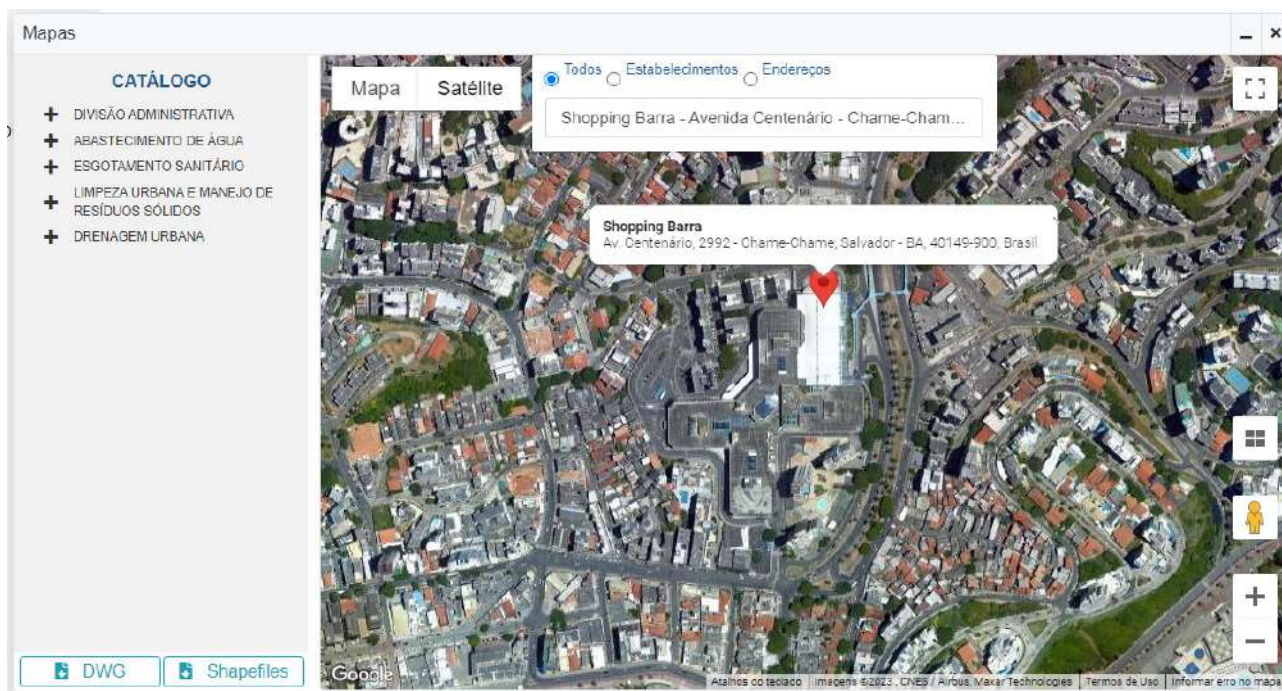 Mapas
CATÁLOGO
DIVISÃO ADMINISTRATIVA
ABASTECIMENTO DE ÁGUA
ESGOTAMENTO SANITÁRIO
LIMPEZA URBANA E MANEJO DE
RESÍDUOS SÓLIDOS
DRENAGEM URBANA
DWG
Shapefiles
Mapa
Satélite
Todos
Estabelecimentos
Endereços
Shopping Barra - Avenida Centenário - Chame-Cham...
Shopping Barra
Av. Centenário, 2992 - Chame-Chame, Salvador - BA, 40149-900, Brasil
Google
Atalhos do teclado
Imagens ©2023 , CNES / Airbus, Maxar Technologies
Termos de Uso
Informar erro no mapa